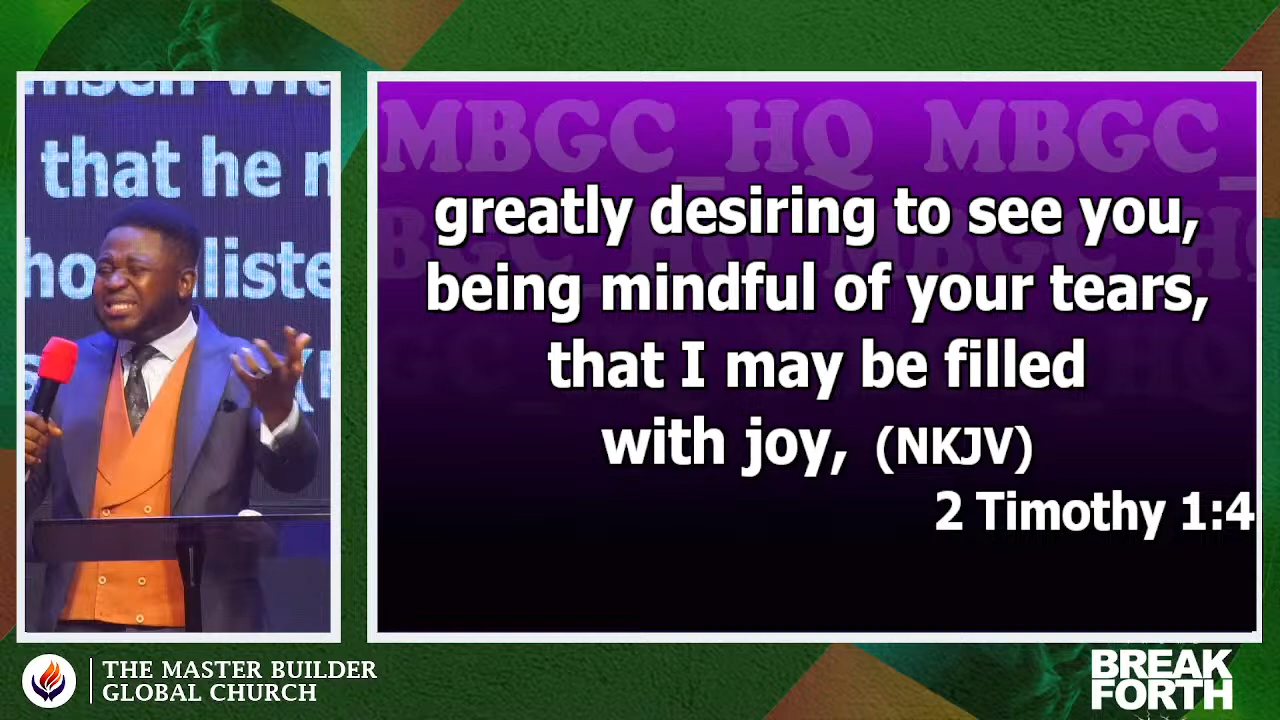 that he
MBGC_HQ MBGC_
greatly desiring to see you,
being mindful of your tears,
that I may be filled
with joy, (NKJV)
2 Timothy 1:4
THE MASTER BUILDER
GLOBAL CHURCH
BREAK
FORTH